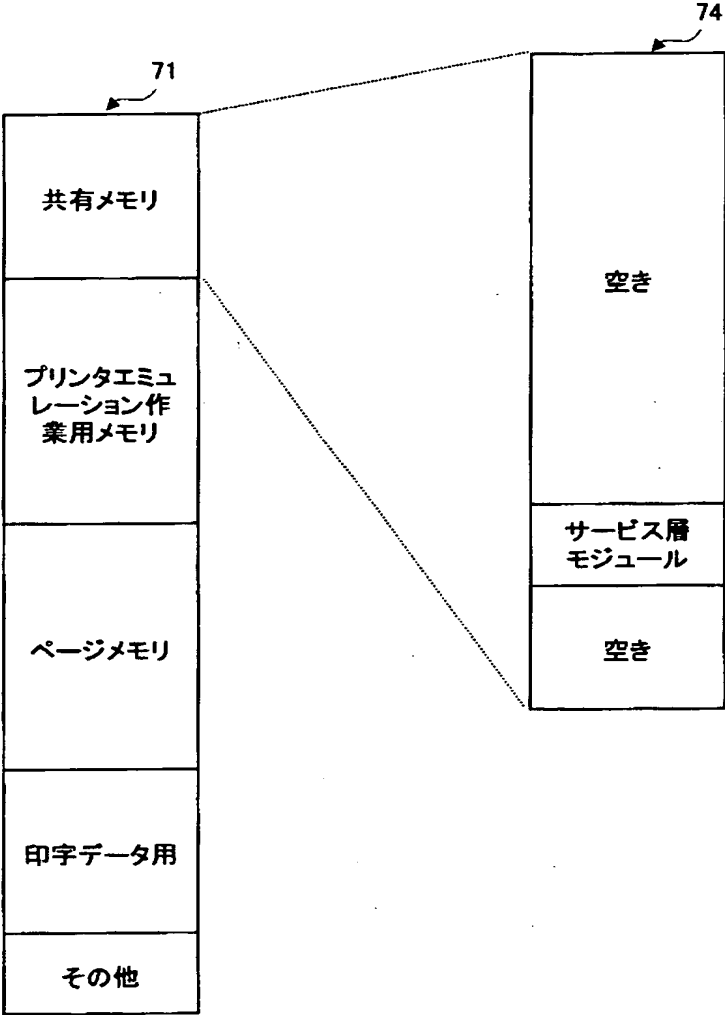 71
共有メモリ
プリンタエミュ
レーション作
業用メモリ
ページメモリ
印字データ用
その他
74
空き
サービス層
モジュール
空き